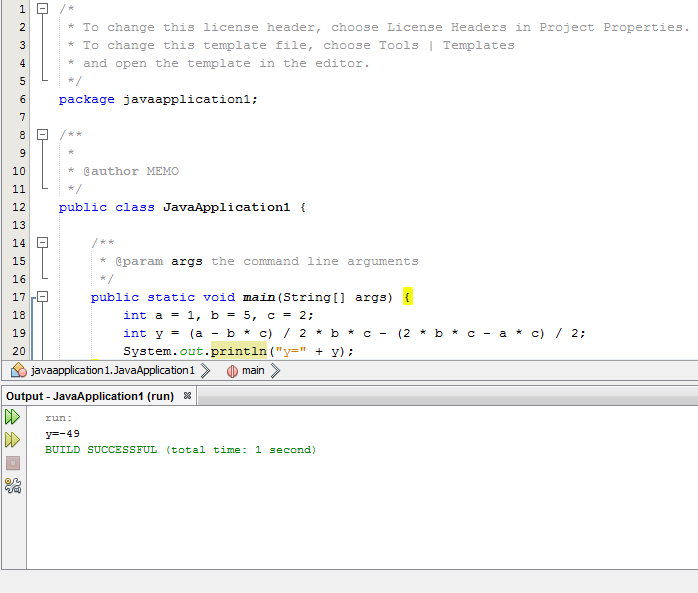 1 /*
2 * To change this license header, choose License Headers in Project Properties.
3 * To change this template file, choose Tools | Templates
4 * and open the template in the editor.
5 */
6 package javaapplication1;
7
8 /**
9 *
10 * @author MEMO
11 */
12 public class JavaApplication1 {
13
14 /**
15 * @param args the command line arguments
16 */
17 public static void main(String[] args) {
18 int a = 1, b = 5, c = 2;
19 int y = (a - b * c) / 2 * b * c - (2 * b * c - a * c) / 2;
20 System.out.println("y=" + y);
javaapplication1.JavaApplication1 main
Output - JavaApplication1 (run)
run:
y=-49
BUILD SUCCESSFUL (total time: 1 second)